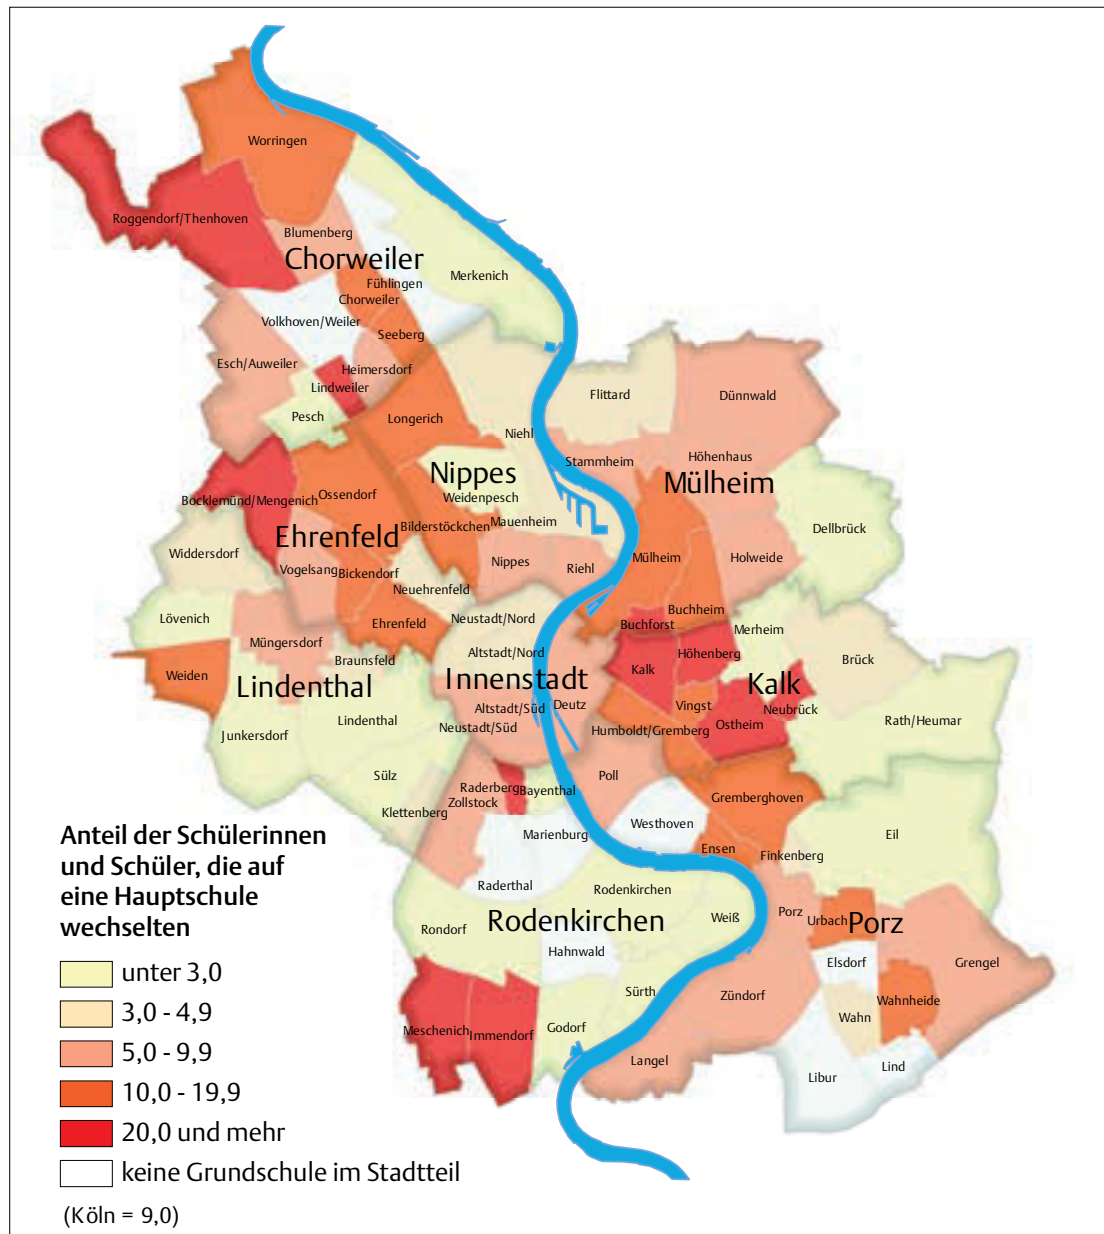 Worringen
Roggendorf/Thenhoven
Blumenberg
Chorweiler
Fühlingen
Merkenich
Chorweiler
Volkhoven/Weiler
Seeberg
Esch/Auweiler
Heimersdorf
Lindweiler
Pesch
Longerich
Flittard
Dünnwald
Niehl
Stammheim
Höhenhaus
Nippes
Mülheim
Weidenpesch
Bocklemünd/Mengenich
Ossendorf
Bilderstöckchen
Mauenheim
Dellbrück
Ehrenfeld
Widdersdorf
Vogelsang
Bickendorf
Nippes
Riehl
Mülheim
Holweide
Neuehrenfeld
Lövenich
Ehrenfeld
Neustadt/Nord
Buchheim
Buchforst
Merheim
Müngersdorf
Braunsfeld
Altstadt/Nord
Höhenberg
Brück
Weiden
Lindenthal
Innenstadt
Kalk
Kalk
Altstadt/Süd
Deutz
Vingst
Neubrück
Junkersdorf
Lindenthal
Neustadt/Süd
Humboldt/Gremberg
Ostheim
Rath/Heumar
Sülz
Raderberg
Bayenthal
Poll
Klettenberg
Zollstock
Gremberghoven
Marienburg
Westhoven
Eil
Ensen
Finkenberg
Raderthal
Rodenkirchen
Rondorf
Rodenkirchen
Weiß
Porz
Urbach
Porz
Hahnwald
Elsdorf
Grengel
Sürth
Zündorf
Wahnheide
Wahn
Meschenich
Immendorf
Godorf
Langel
Libur
Lind
Anteil der Schülerinnen
und Schüler, die auf
eine Hauptschule
wechselten
unter 3,0
3,0 - 4,9
5,0 - 9,9
10,0 - 19,9
20,0 und mehr
keine Grundschule im Stadtteil
(Köln = 9,0)